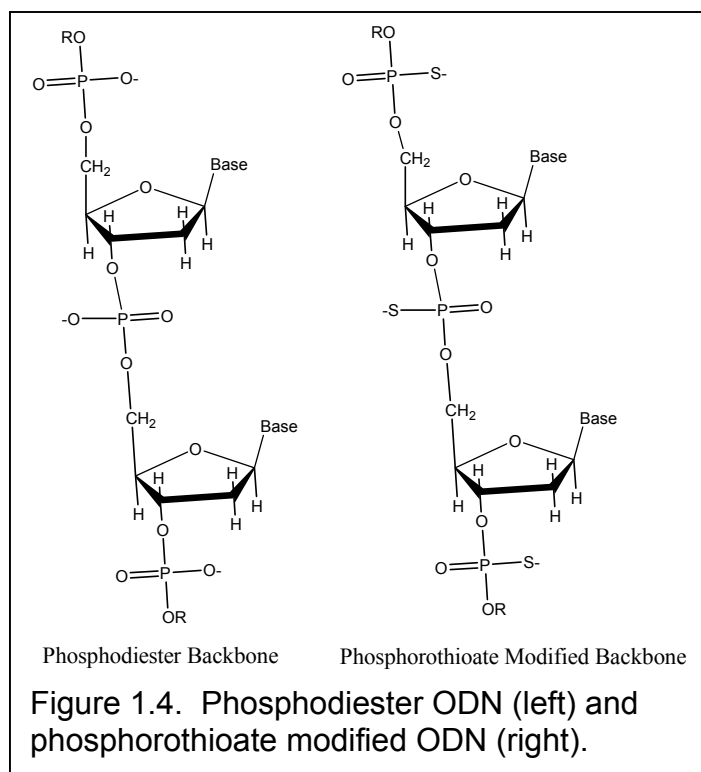 RO RO
O P O- O P S-
O O
CH2 Base CH2 Base
O O
H H H H
H H H H
O O
-O P O -S P O
O O
CH2 Base CH2 Base
O O
H H H H
H H H H
O O
O P O- O P S-
OR OR
Phosphodiester Backbone Phosphorothioate Modified Backbone
Figure 1.4. Phosphodiester ODN (left) and
phosphorothioate modified ODN (right).